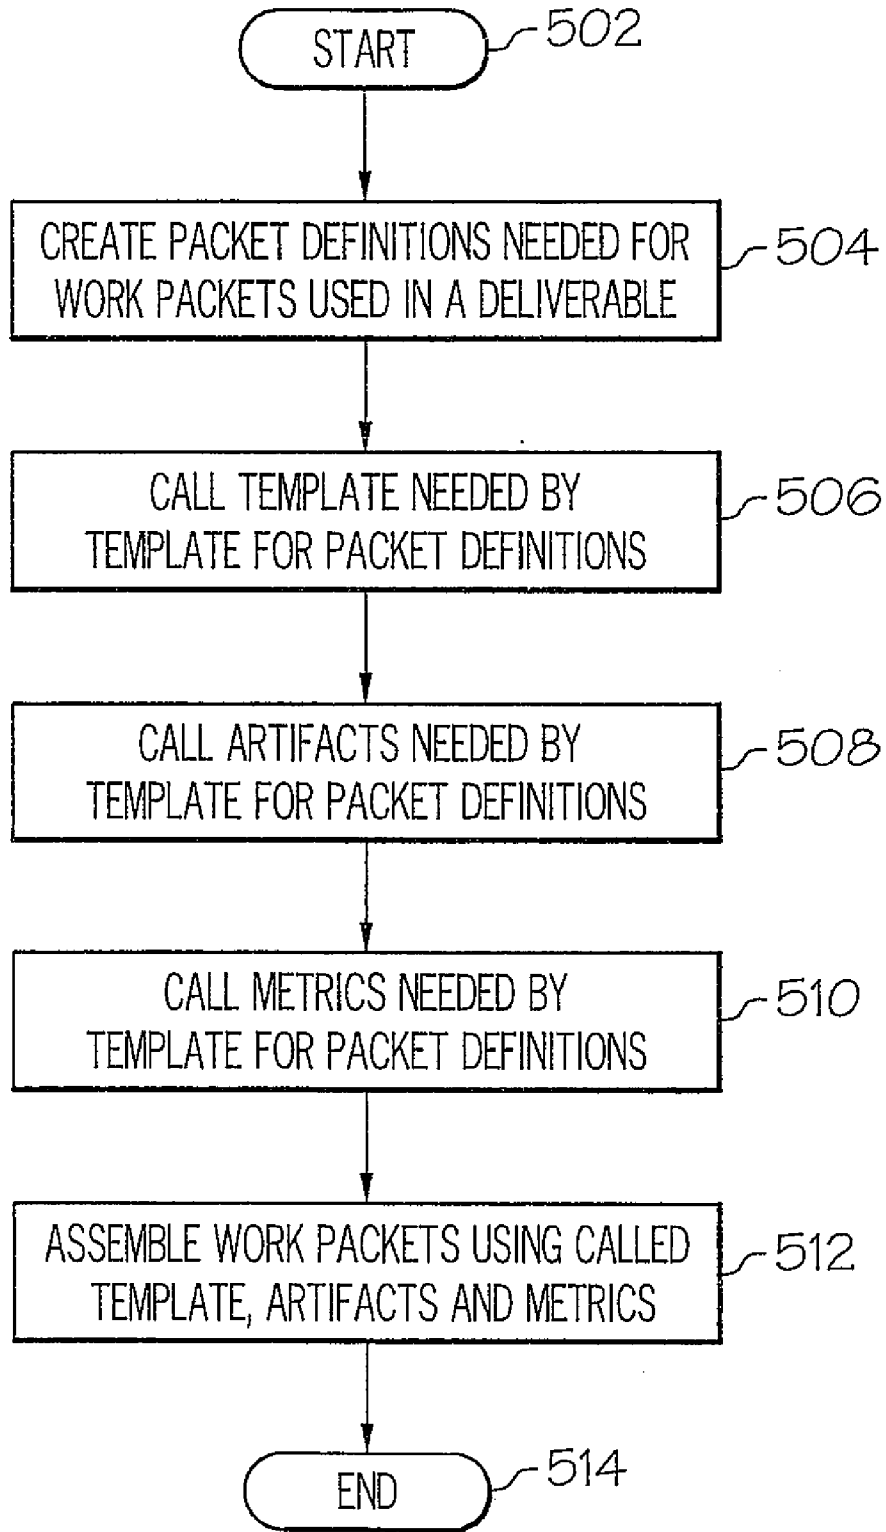 START
502
CREATE PACKET DEFINITIONS NEEDED FOR
WORK PACKETS USED IN A DELIVERABLE
504
CALL TEMPLATE NEEDED BY
TEMPLATE FOR PACKET DEFINITIONS
506
CALL ARTIFACTS NEEDED BY
TEMPLATE FOR PACKET DEFINITIONS
508
CALL METRICS NEEDED BY
TEMPLATE FOR PACKET DEFINITIONS
510
ASSEMBLE WORK PACKETS USING CALLED
TEMPLATE, ARTIFACTS AND METRICS
512
END
514